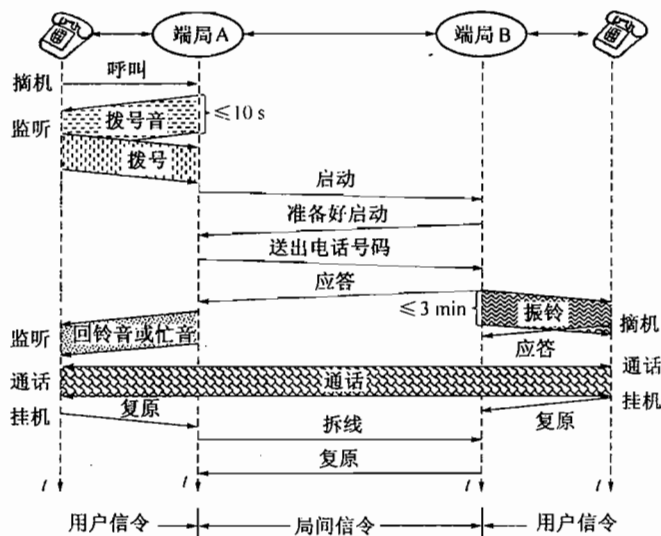 端局A
端局B
摘机
呼叫
监听
拨号音
≤10 s
拨号
启动
准备好启动
送出电话号码
应答
≤3 min
振铃
摘机
监听
回铃音或忙音
应答
通话
通话
通话
挂机
复原
拆线
复原
挂机
复原
t
t
t
t
用户信令
局间信令
用户信令